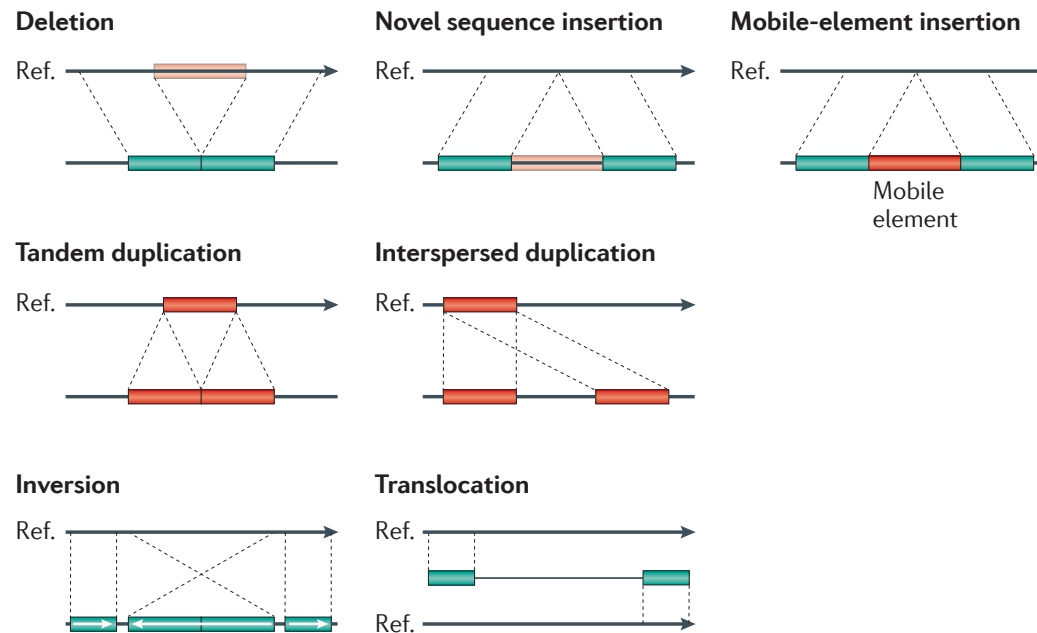 Deletion
Ref.
Novel sequence insertion
Ref.
Mobile-element insertion
Ref.
Mobile
element
Tandem duplication
Ref.
Interspersed duplication
Ref.
Inversion
Ref.
Translocation
Ref.
Ref.